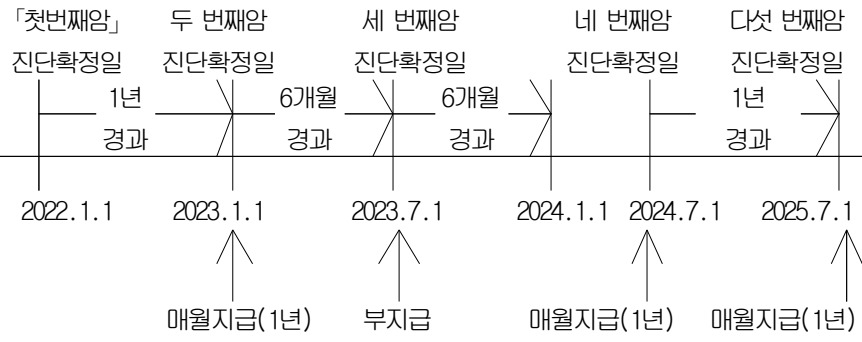 「첫번째암」 두 번째암 세 번째암 네 번째암 다섯 번째암
진단확정일 진단확정일 진단확정일 진단확정일 진단확정일
1년 6개월 6개월 1년
경과 경과 경과 경과
2022.1.1 2023.1.1 2023.7.1 2024.1.1 2024.7.1 2025.7.1
매월지급(1년) 부지급 매월지급(1년) 매월지급(1년)